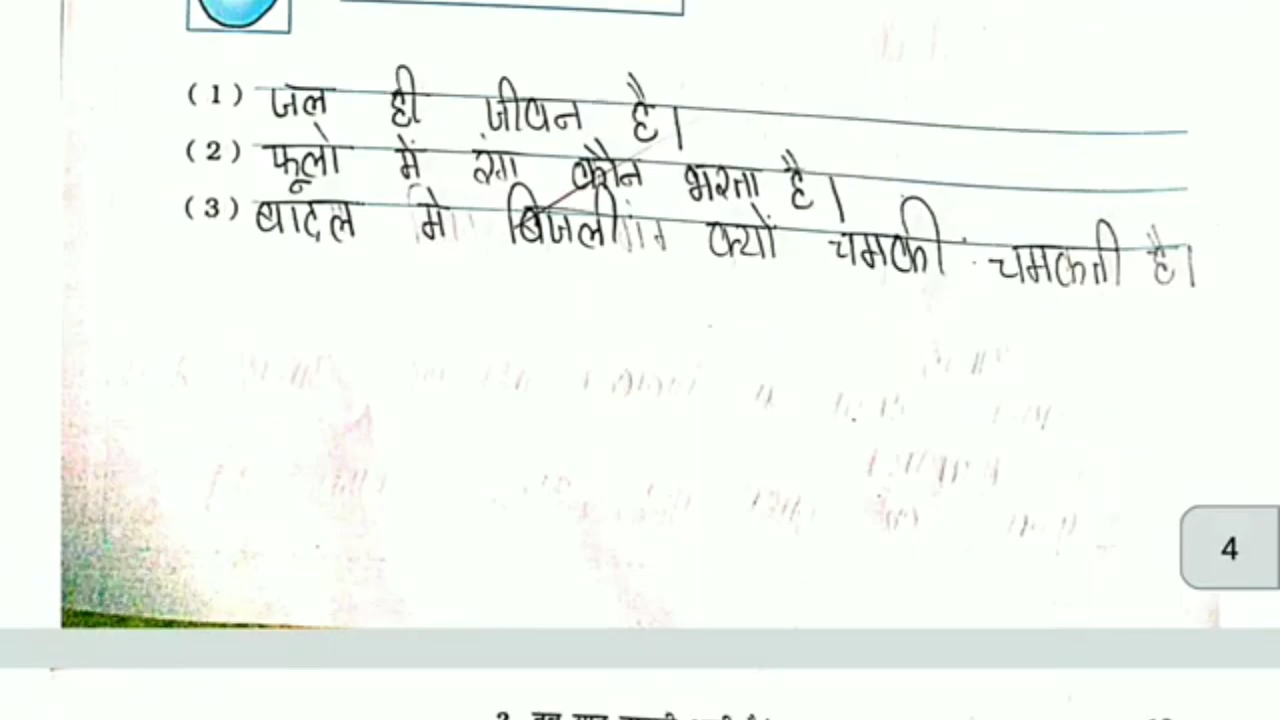 (1) जल ही जीवन है।
(2) फूलो में रंग कौन भरता है।
(3) बादल मे बिजली क्यों चमकी चमकती है।
4